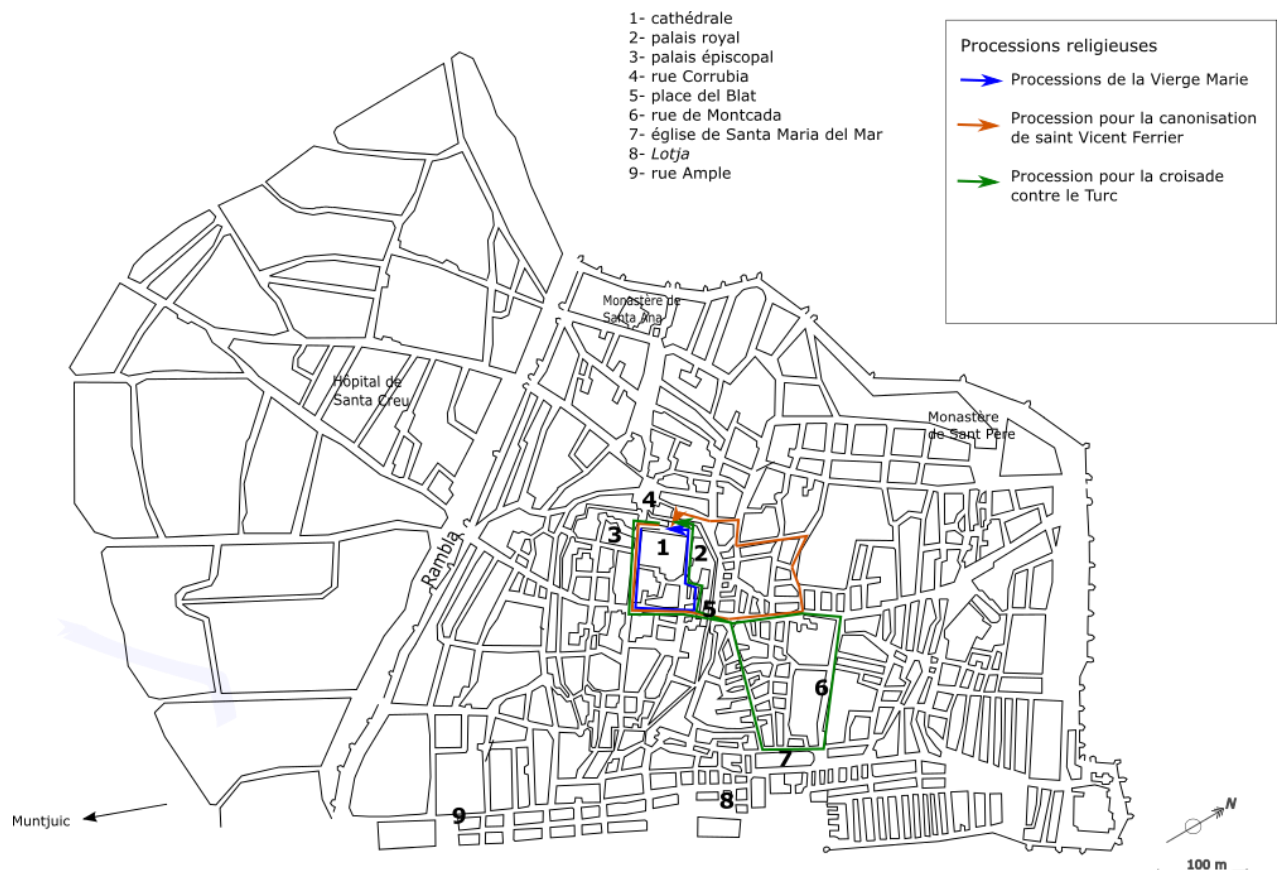 1- cathédrale
2- palais royal
3- palais épiscopal
4- rue Corrubia
5- place del Blat
6- rue de Montcada
7- église de Santa Maria del Mar
8- Lotja
9- rue Ample
Processions religieuses
Processions de la Vierge Marie
Procession pour la canonisation
de saint Vicent Ferrier
Procession pour la croisade
contre le Turc
Monastère de
Santa Ana
Hôpital de
Santa Creu
Monastère
de Sant Père
Rambla
4
3
1
2
5
6
7
8
9
Muntjuic
N
100 m